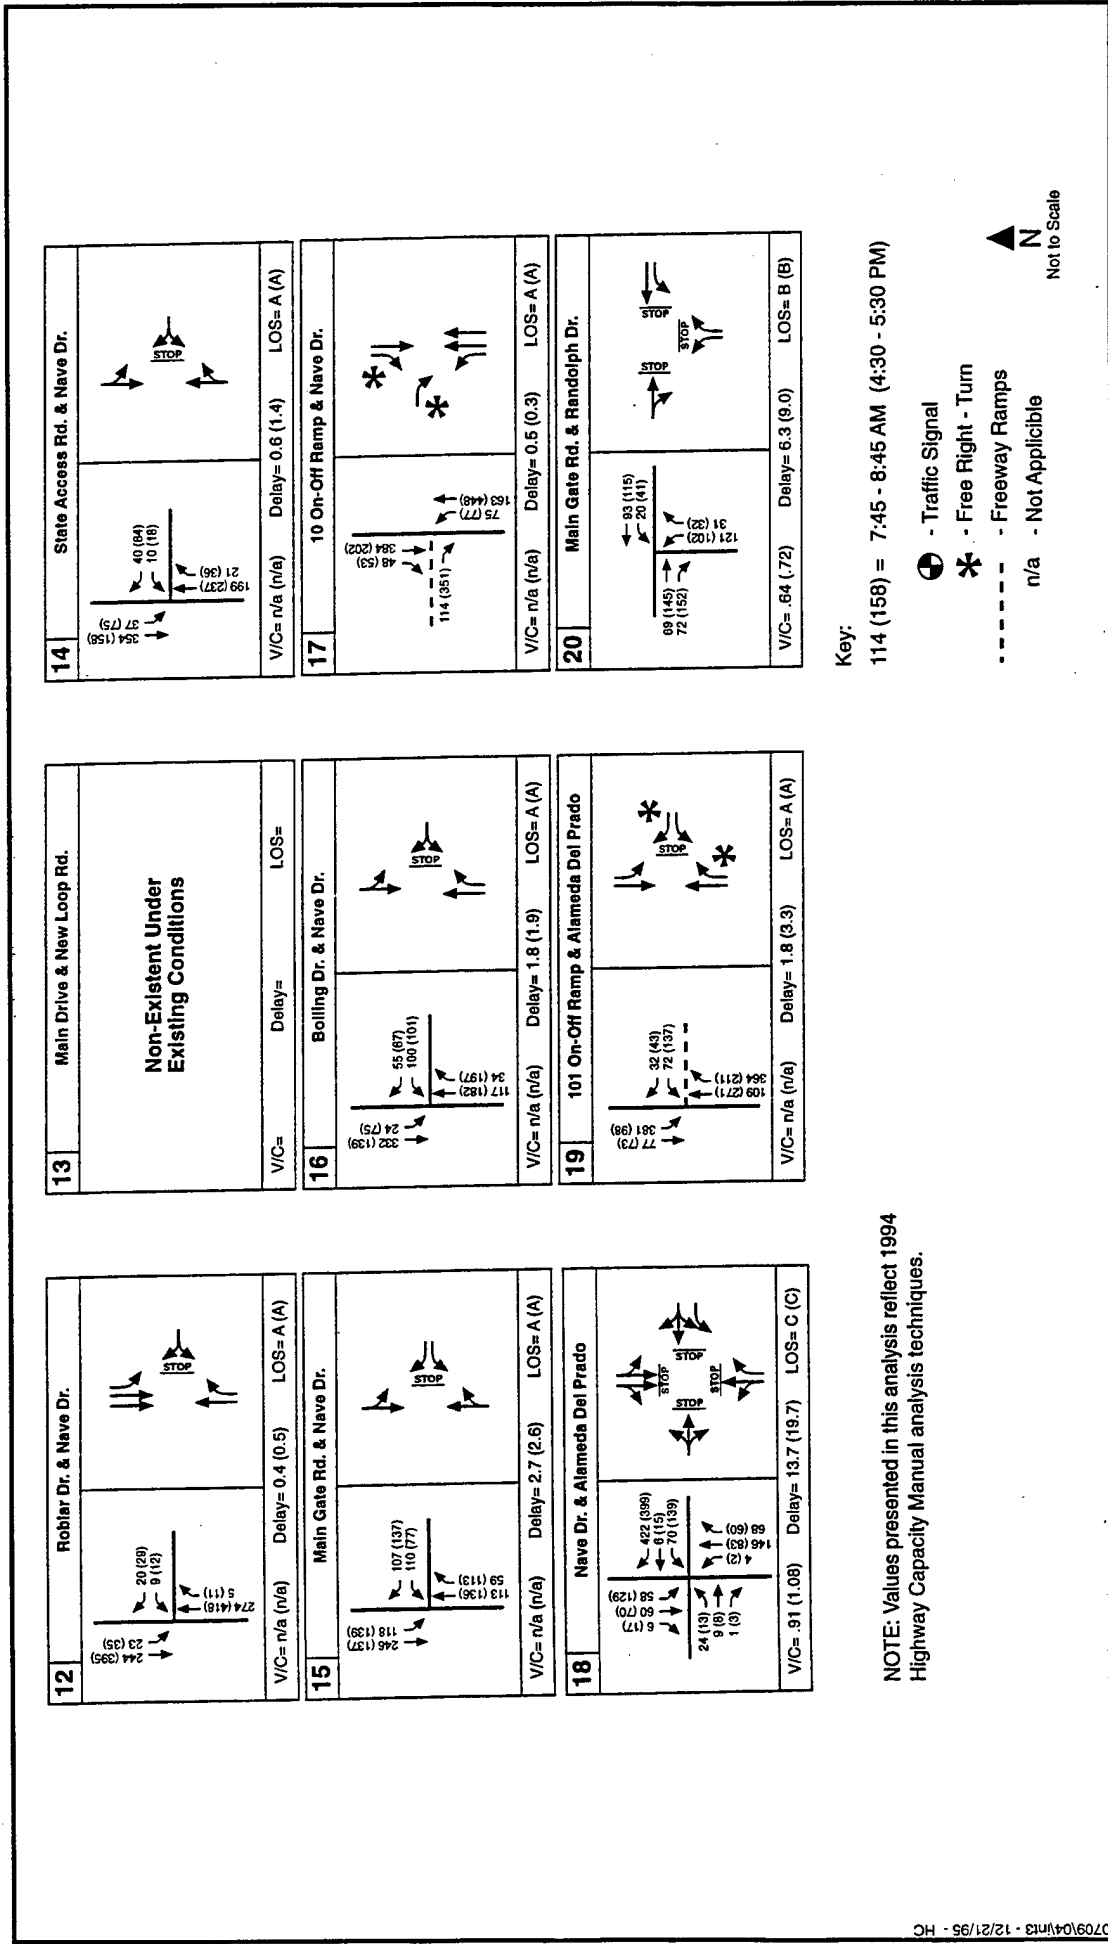 12
Roblar Dr. & Nave Dr.
244 (395)
23 (35)
20 (29)
9 (12)
274 (418)
5 (11)
STOP
V/C= n/a (n/a) Delay= 0.4 (0.5) LOS= A (A)
13
Main Drive & New Loop Rd.
Non-Existent Under
Existing Conditions
V/C= Delay= LOS=
14
State Access Rd. & Nave Dr.
354 (158)
37 (75)
40 (64)
10 (18)
199 (237)
21 (36)
STOP
V/C= n/a (n/a) Delay= 0.6 (1.4) LOS= A (A)
15
Main Gate Rd. & Nave Dr.
246 (137)
118 (139)
107 (137)
110 (77)
113 (136)
59 (113)
STOP
V/C= n/a (n/a) Delay= 2.7 (2.6) LOS= A (A)
16
Bolling Dr. & Nave Dr.
332 (139)
24 (75)
55 (67)
100 (101)
117 (182)
34 (197)
STOP
V/C= n/a (n/a) Delay= 1.8 (1.9) LOS= A (A)
17
10 On-Off Ramp & Nave Dr.
48 (53)
384 (202)
114 (351)
75 (77)
163 (448)
V/C= n/a (n/a) Delay= 0.5 (0.3) LOS= A (A)
18
Nave Dr. & Alameda Del Prado
6 (17)
60 (70)
58 (129)
422 (399)
6 (15)
70 (139)
24 (13)
9 (8)
1 (3)
4 (2)
146 (83)
68 (60)
STOP
STOP
STOP
STOP
V/C= .91 (1.08) Delay= 13.7 (19.7) LOS= C (C)
19
101 On-Off Ramp & Alameda Del Prado
77 (73)
381 (98)
32 (43)
72 (137)
109 (271)
364 (211)
STOP
V/C= n/a (n/a) Delay= 1.8 (3.3) LOS= A (A)
20
Main Gate Rd. & Randolph Dr.
93 (115)
20 (41)
69 (145)
72 (152)
121 (102)
31 (32)
STOP
STOP
STOP
V/C= .64 (.72) Delay= 6.3 (9.0) LOS= B (B)
NOTE: Values presented in this analysis reflect 1994
Highway Capacity Manual analysis techniques.
Key:
114 (158) = 7:45 - 8:45 AM (4:30 - 5:30 PM)
- Traffic Signal
- Free Right - Turn
- Freeway Ramps
n/a - Not Applicible
N
Not to Scale
0709/04\int3 - 12/21/95 - HC